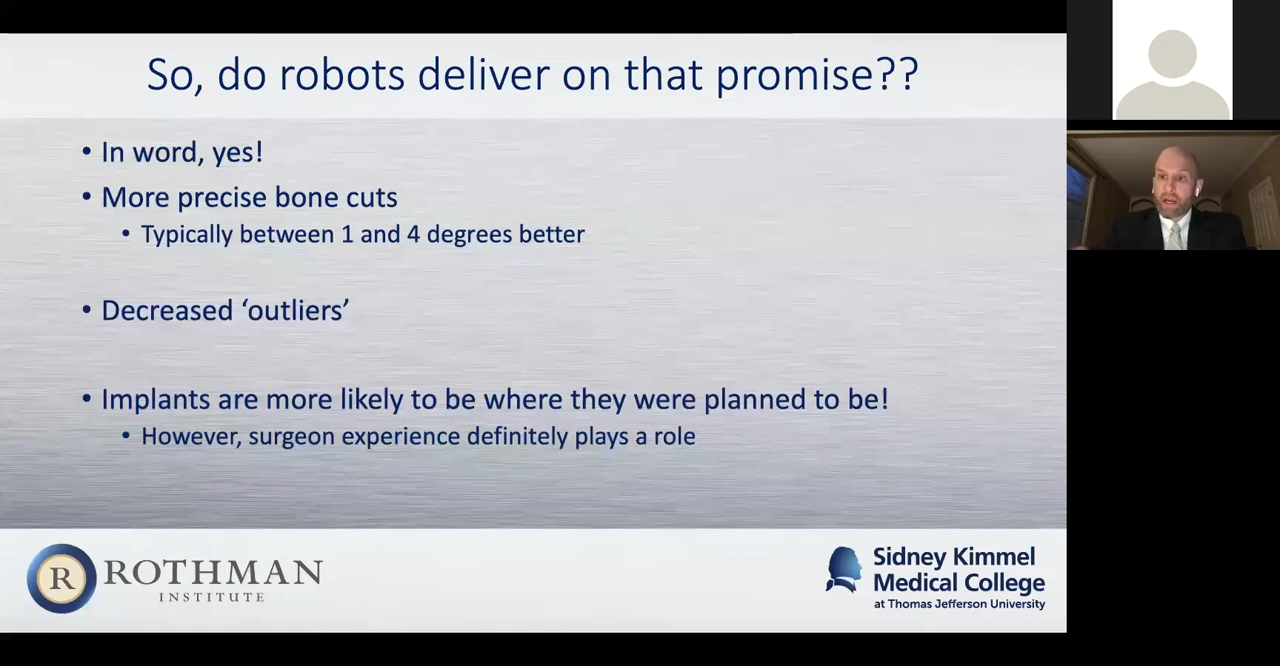 So, do robots deliver on that promise??
• In word, yes!
• More precise bone cuts
• Typically between 1 and 4 degrees better
• Decreased ‘outliers’
• Implants are more likely to be where they were planned to be!
• However, surgeon experience definitely plays a role
R ROTHMAN
INSTITUTE
Sidney Kimmel
Medical College
at Thomas Jefferson University